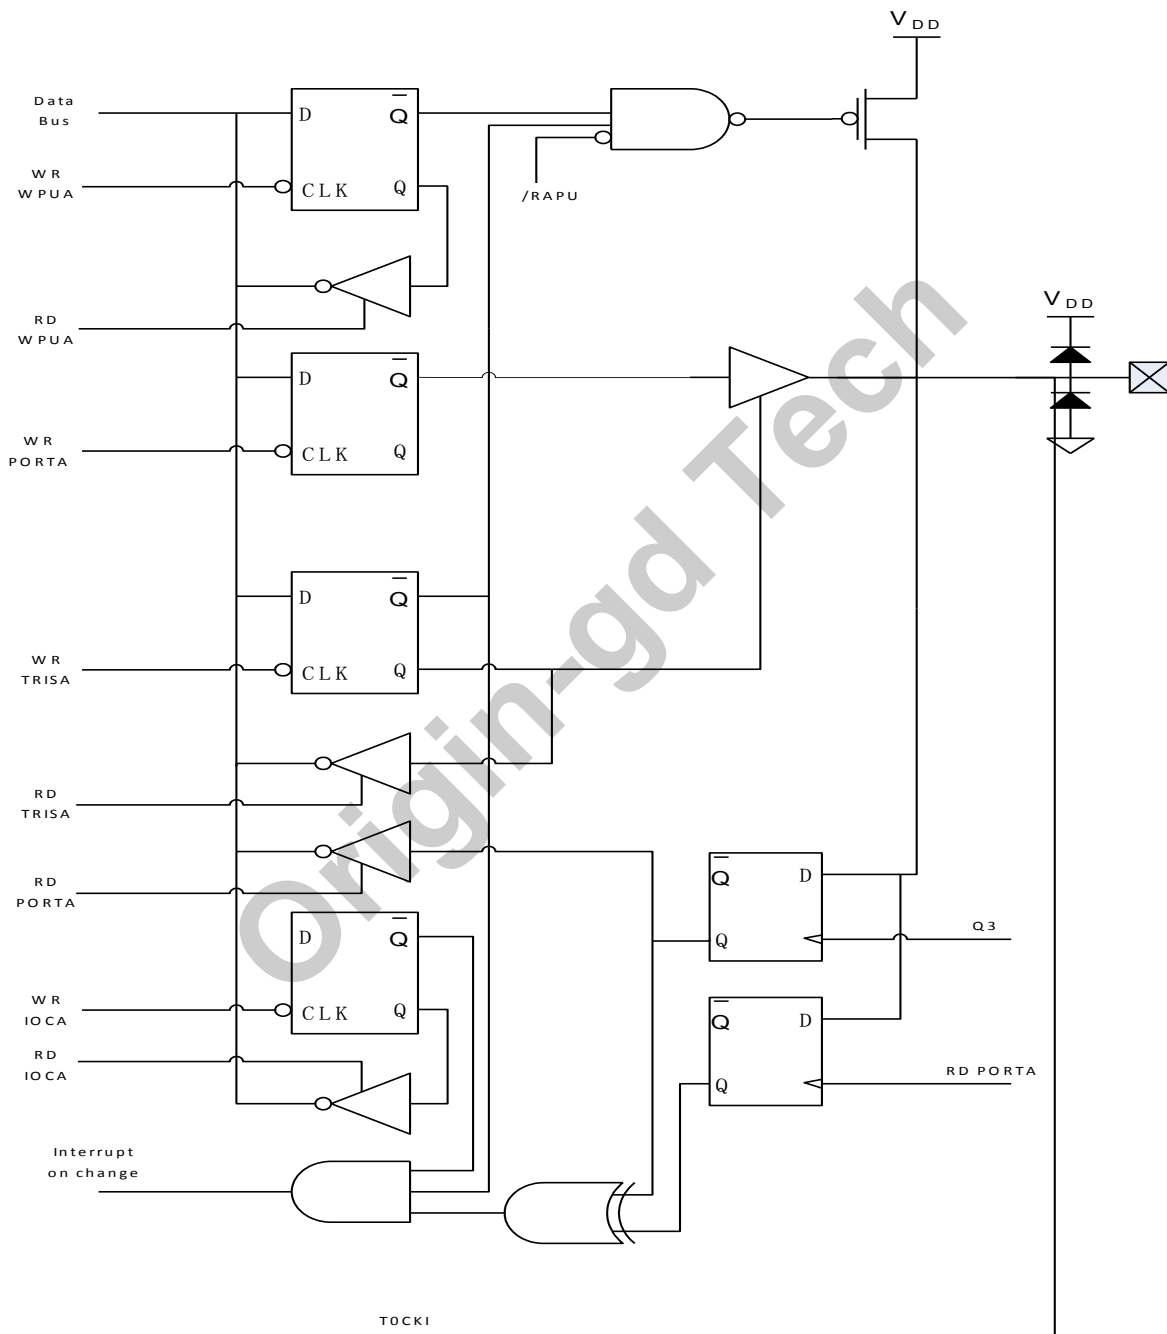 V DD
Data
Bus
D
Q
WR
WPUA
CLK
Q
/RAPU
RD
WPUA
V DD
D
Q
WR
PORTA
CLK
Q
D
Q
WR
TRISA
CLK
Q
RD
TRISA
RD
PORTA
Q
D
D
Q
Q
Q3
WR
IOCA
CLK
Q
Q
D
RD
IOCA
Q
RD PORTA
Interrupt
on change
T0CKI
Origin-gd Tech